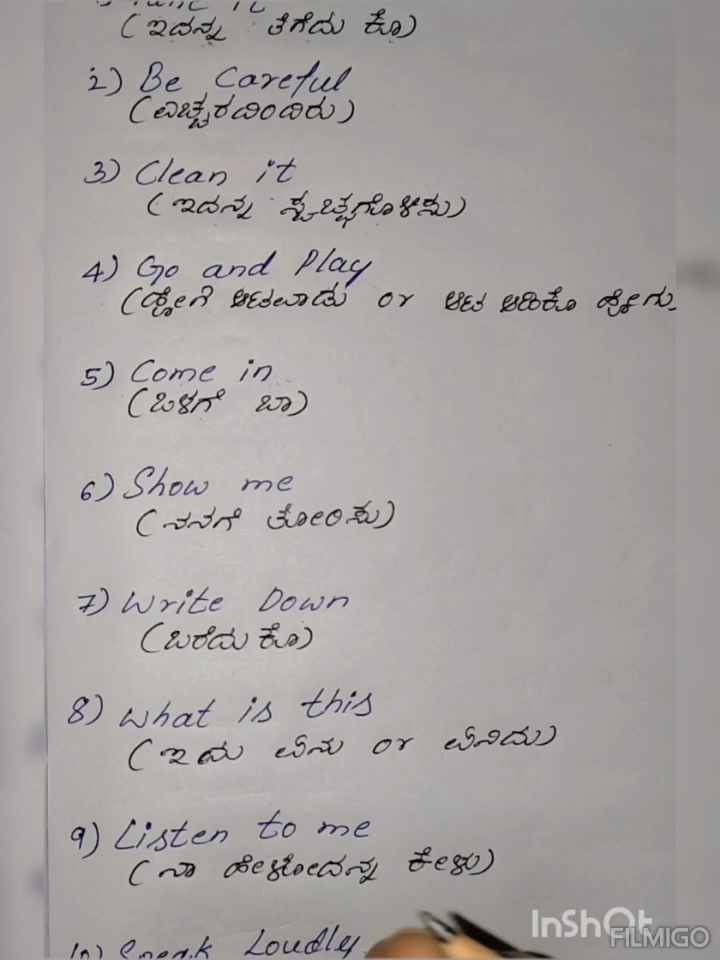 (ಇದನ್ನು ತೆಗೆದು ಕೊ)
2) Be Careful
(ಎಚ್ಚರದಿಂದಿರು)
3) Clean it
(ಇದನ್ನು ಸ್ವಚ್ಛಗೊಳಿಸು)
4) Go and Play
(ಹೋಗಿ ಆಟವಾಡು or ಆಟ ಆಡಿಕೊ ಹೋಗು
5) Come in
(ಒಳಗೆ ಬಾ)
6) Show me
(ನನಗೆ ತೋರಿಸು)
7) Write Down
(ಬರೆದು ಕೊ)
8) What is this
(ಇದು ಏನು or ಏನಿದು)
9) Listen to me
(ನಾ ಹೇಳೋದನ್ನು ಕೇಳು)
10) Speak Loudly
InShOt
FILMIGO